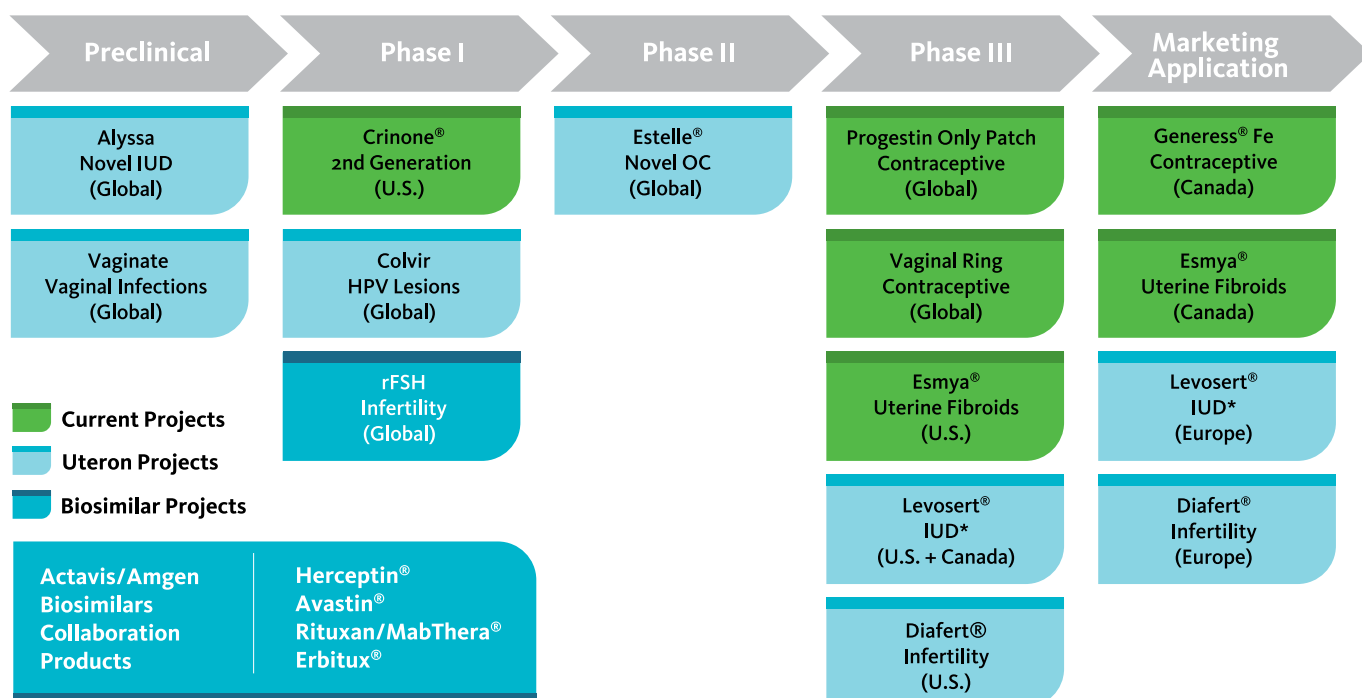 Preclinical
Phase I
Phase II
Phase III
Marketing
Application
Alyssa
Novel IUD
(Global)
Vaginate
Vaginal Infections
(Global)
Crinone®
2nd Generation
(U.S.)
Colvir
HPV Lesions
(Global)
rFSH
Infertility
(Global)
Estelle®
Novel OC
(Global)
Progestin Only Patch
Contraceptive
(Global)
Vaginal Ring
Contraceptive
(Global)
Esmya®
Uterine Fibroids
(U.S.)
Levosert®
IUD*
(U.S. + Canada)
Diafert®
Infertility
(U.S.)
Generess® Fe
Contraceptive
(Canada)
Esmya®
Uterine Fibroids
(Canada)
Levosert®
IUD*
(Europe)
Diafert®
Infertility
(Europe)
Current Projects
Uteron Projects
Biosimilar Projects
Actavis/Amgen
Biosimilars
Collaboration
Products
Herceptin®
Avastin®
Rituxan/MabThera®
Erbitux®